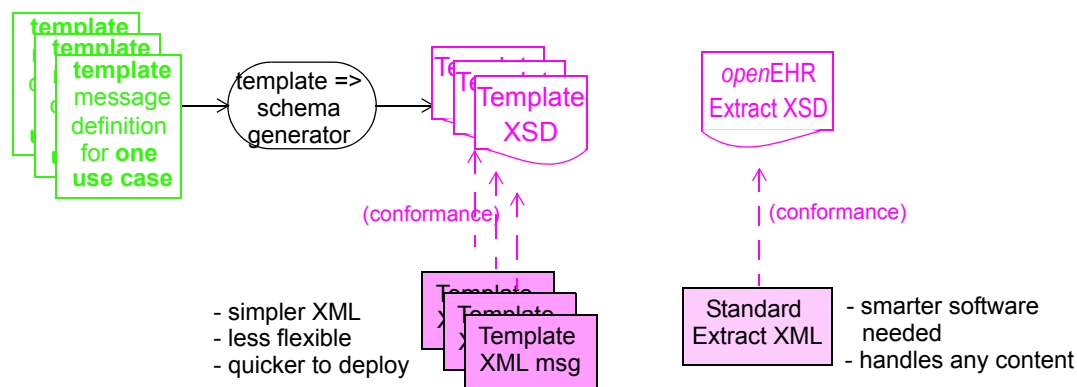 template
template
template
message
definition
for one
use case
template =>
schema
generator
Template
XSD
openEHR
Extract XSD
(conformance)
(conformance)
- simpler XML
- less flexible
- quicker to deploy
Template
Template
Template
XML msg
Standard
Extract XML
- smarter software
needed
- handles any content